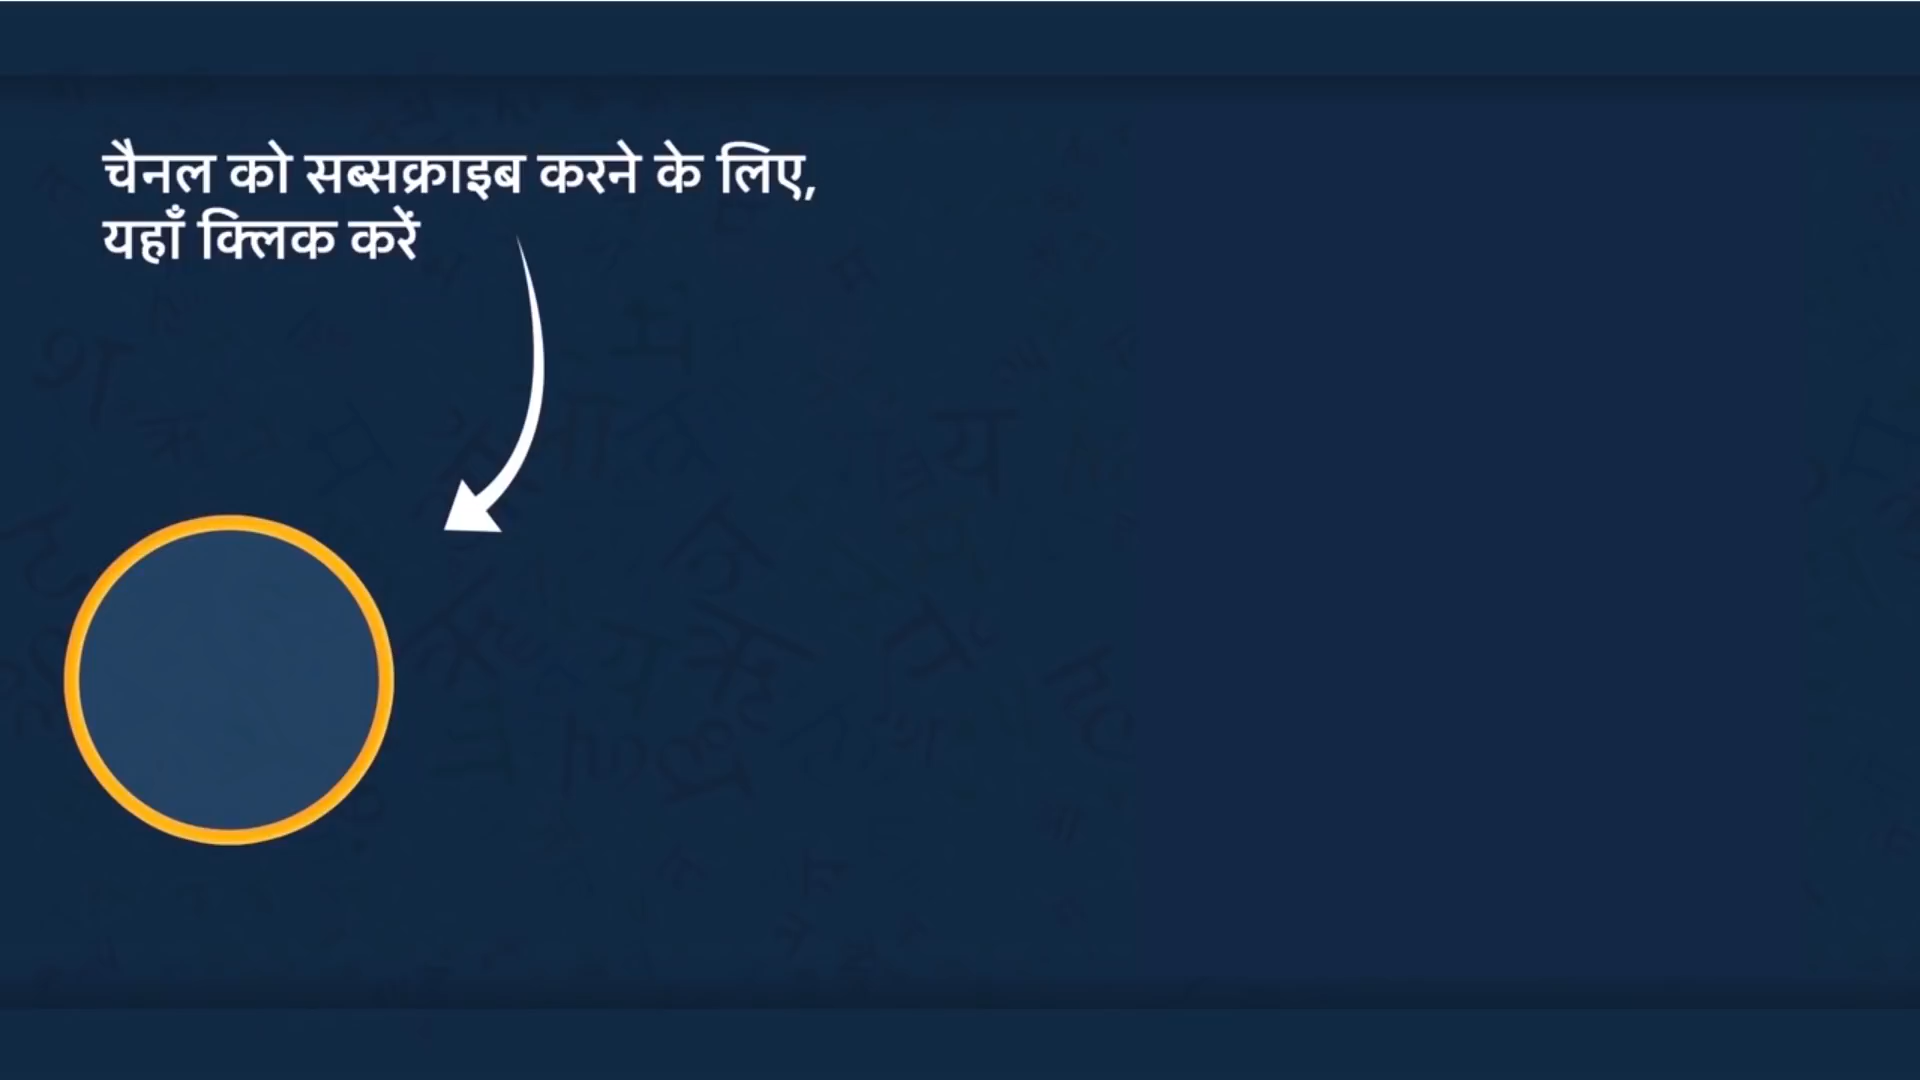 चैनल को सब्सक्राइब करने के लिए,
यहाँ क्लिक करें